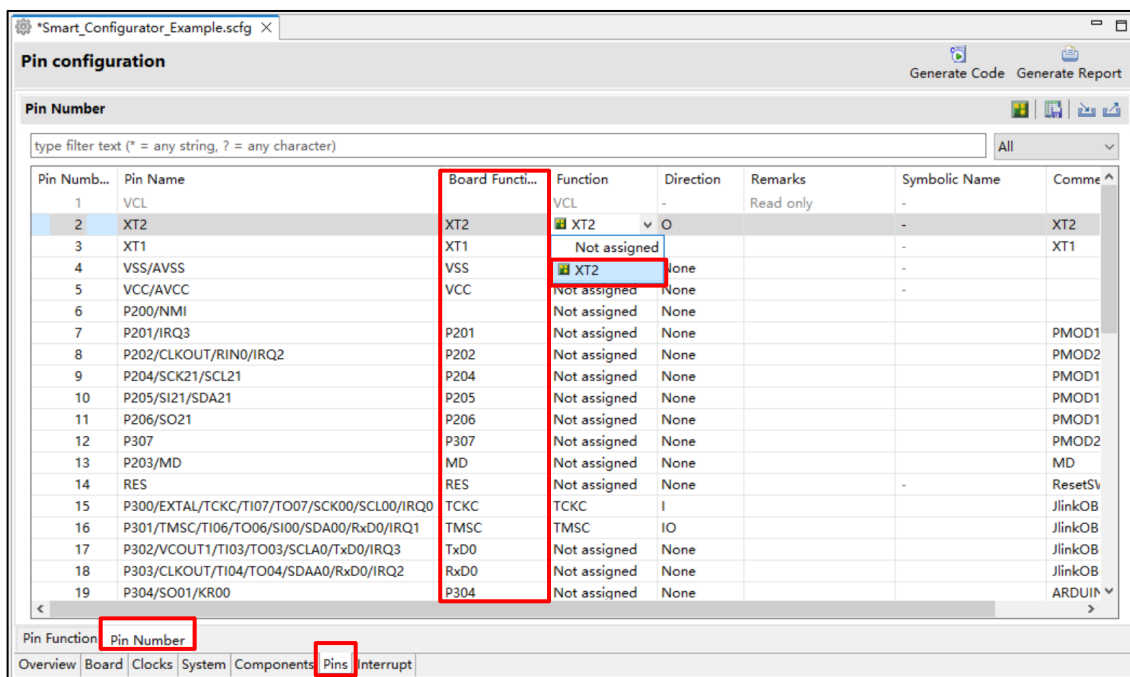 *Smart_Configurator_Example.scfg
Pin configuration
Generate Code Generate Report
Pin Number
type filter text (* = any string, ? = any character) All
Pin Numb... Pin Name Board Functi... Function Direction Remarks Symbolic Name Comme
1 VCL VCL - Read only -
2 XT2 XT2 XT2 O - XT2
3 XT1 XT1 Not assigned - XT1
4 VSS/AVSS VSS XT2 None -
5 VCC/AVCC VCC Not assigned None -
6 P200/NMI Not assigned None
7 P201/IRQ3 P201 Not assigned None PMOD1
8 P202/CLKOUT/RIN0/IRQ2 P202 Not assigned None PMOD2
9 P204/SCK21/SCL21 P204 Not assigned None PMOD1
10 P205/SI21/SDA21 P205 Not assigned None PMOD1
11 P206/SO21 P206 Not assigned None PMOD1
12 P307 P307 Not assigned None PMOD2
13 P203/MD MD Not assigned None MD
14 RES RES Not assigned None - ResetSW
15 P300/EXTAL/TCKC/TI07/TO07/SCK00/SCL00/IRQ0 TCKC TCKC I JlinkOB
16 P301/TMSC/TI06/TO06/SI00/SDA00/RxD0/IRQ1 TMSC TMSC IO JlinkOB
17 P302/VCOUT1/TI03/TO03/SCLA0/TxD0/IRQ3 TxD0 Not assigned None JlinkOB
18 P303/CLKOUT/TI04/TO04/SDAA0/RxD0/IRQ2 RxD0 Not assigned None JlinkOB
19 P304/SO01/KR00 P304 Not assigned None ARDUIN
Pin Function Pin Number
Overview Board Clocks System Components Pins Interrupt